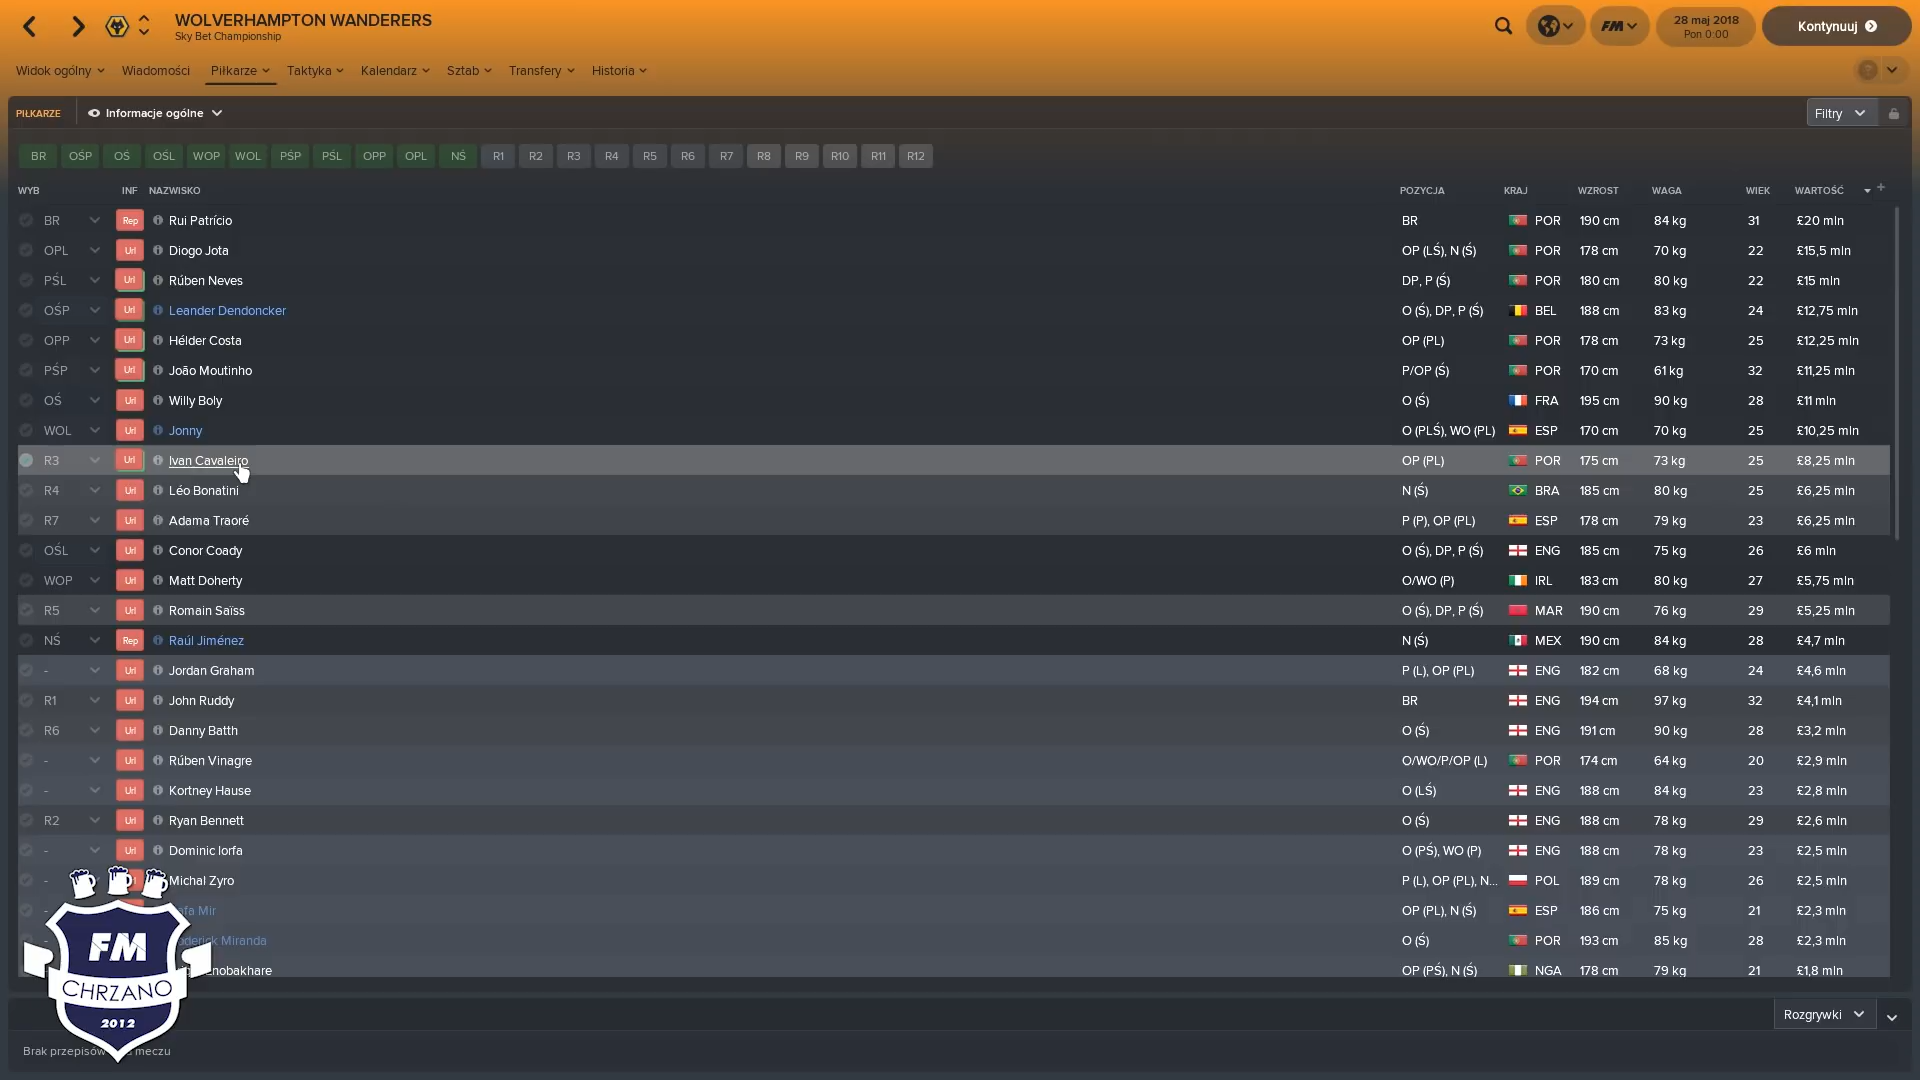 WOLVERHAMPTON WANDERERS
Sky Bet Championship
FM
28 maj 2018
Pon 0:00
Kontynuuj
Widok ogólny Wiadomości Piłkarze Taktyka Kalendarz Sztab Transfery Historia
PIŁKARZE Informacje ogólne Filtry
BR OŚP OŚ OŚL WOP WOL PŚP PŚL OPP OPL NŚ R1 R2 R3 R4 R5 R6 R7 R8 R9 R10 R11 R12
WYB INF NAZWISKO POZYCJA KRAJ WZROST WAGA WIEK WARTOŚĆ
BR Rep Rui Patrício BR POR 190 cm 84 kg 31 £20 mln
OPL Url Diogo Jota OP (LŚ), N (Ś) POR 178 cm 70 kg 22 £15,5 mln
PŚL Url Rúben Neves DP, P (Ś) POR 180 cm 80 kg 22 £15 mln
OŚP Url Leander Dendoncker O (Ś), DP, P (Ś) BEL 188 cm 83 kg 24 £12,75 mln
OPP Url Hélder Costa OP (PL) POR 178 cm 73 kg 25 £12,25 mln
PŚP Url João Moutinho P/OP (Ś) POR 170 cm 61 kg 32 £11,25 mln
OŚ Url Willy Boly O (Ś) FRA 195 cm 90 kg 28 £11 mln
WOL Url Jonny O (PLŚ), WO (PL) ESP 170 cm 70 kg 25 £10,25 mln
R3 Url Ivan Cavaleiro OP (PL) POR 175 cm 73 kg 25 £8,25 mln
R4 Url Léo Bonatini N (Ś) BRA 185 cm 80 kg 25 £6,25 mln
R7 Url Adama Traoré P (P), OP (PL) ESP 178 cm 79 kg 23 £6,25 mln
OŚL Url Conor Coady O (Ś), DP, P (Ś) ENG 185 cm 75 kg 26 £6 mln
WOP Url Matt Doherty O/WO (P) IRL 183 cm 80 kg 27 £5,75 mln
R5 Url Romain Saïss O (Ś), DP, P (Ś) MAR 190 cm 76 kg 29 £5,25 mln
NŚ Rep Raúl Jiménez N (Ś) MEX 190 cm 84 kg 28 £4,7 mln
- Url Jordan Graham P (L), OP (PL) ENG 182 cm 68 kg 24 £4,6 mln
R1 Url John Ruddy BR ENG 194 cm 97 kg 32 £4,1 mln
R6 Url Danny Batth O (Ś) ENG 191 cm 90 kg 28 £3,2 mln
- Url Rúben Vinagre O/WO/P/OP (L) POR 174 cm 64 kg 20 £2,9 mln
- Url Kortney Hause O (LŚ) ENG 188 cm 84 kg 23 £2,8 mln
R2 Url Ryan Bennett O (Ś) ENG 188 cm 78 kg 29 £2,6 mln
- Url Dominic Iorfa O (PŚ), WO (P) ENG 188 cm 78 kg 23 £2,5 mln
- Michal Zyro P (L), OP (PL), N... POL 189 cm 78 kg 26 £2,5 mln
- Mir OP (PL), N (Ś) ESP 186 cm 75 kg 21 £2,3 mln
- Miranda O (Ś) POR 193 cm 85 kg 28 £2,3 mln
OP (PŚ), N (Ś) NGA 178 cm 79 kg 21 £1,8 mln
FM
CHRZANO
2012
Rozgrywki
Brak przepisów meczu